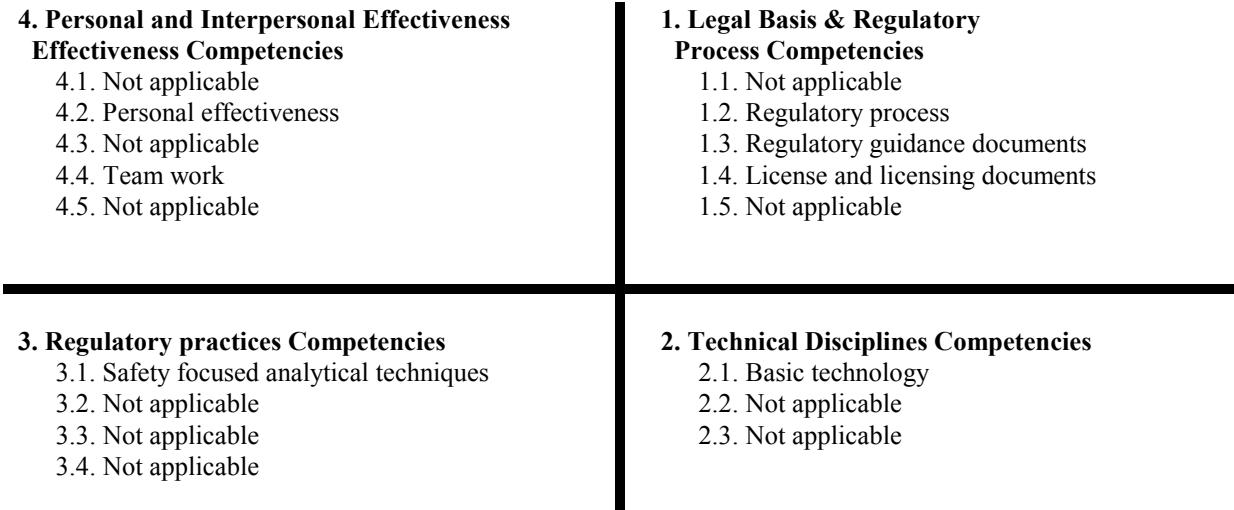 4. Personal and Interpersonal Effectiveness
Effectiveness Competencies
4.1. Not applicable
4.2. Personal effectiveness
4.3. Not applicable
4.4. Team work
4.5. Not applicable
1. Legal Basis & Regulatory
Process Competencies
1.1. Not applicable
1.2. Regulatory process
1.3. Regulatory guidance documents
1.4. License and licensing documents
1.5. Not applicable
3. Regulatory practices Competencies
3.1. Safety focused analytical techniques
3.2. Not applicable
3.3. Not applicable
3.4. Not applicable
2. Technical Disciplines Competencies
2.1. Basic technology
2.2. Not applicable
2.3. Not applicable